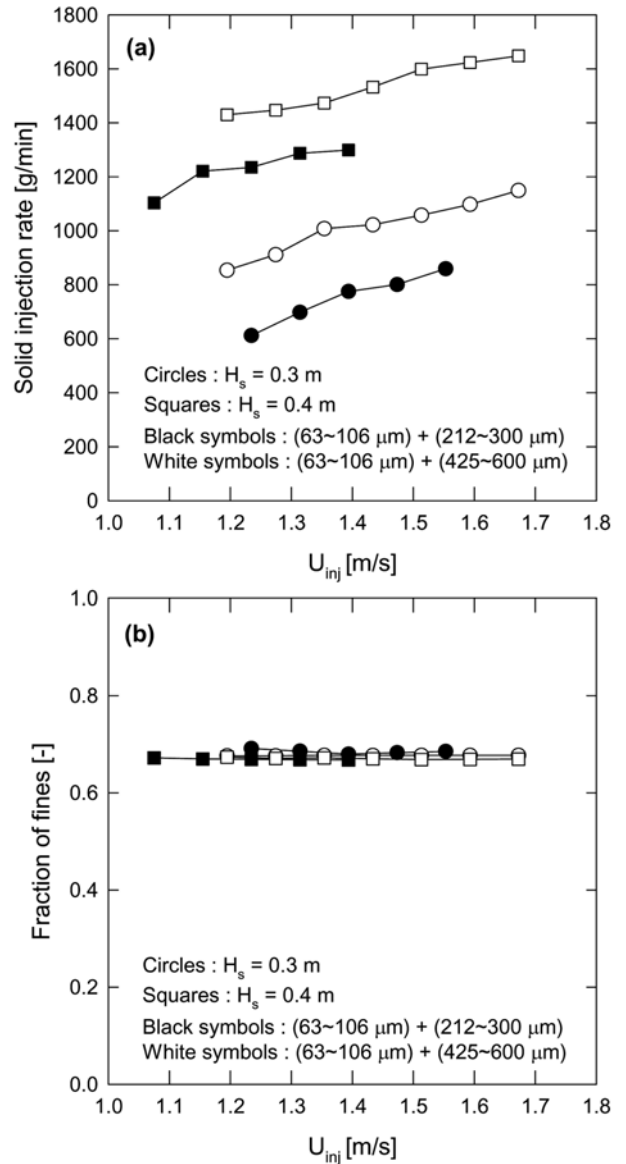 1800
(a)
1600
1400
1200
1000
800
600
400
200
0
Solid injection rate [g/min]
Circles : H_s = 0.3 m
Squares : H_s = 0.4 m
Black symbols : (63~106 μm) + (212~300 μm)
White symbols : (63~106 μm) + (425~600 μm)
1.0 1.1 1.2 1.3 1.4 1.5 1.6 1.7 1.8
U_inj [m/s]
1.0
(b)
0.8
0.6
0.4
0.2
0.0
Fraction of fines [-]
Circles : H_s = 0.3 m
Squares : H_s = 0.4 m
Black symbols : (63~106 μm) + (212~300 μm)
White symbols : (63~106 μm) + (425~600 μm)
1.0 1.1 1.2 1.3 1.4 1.5 1.6 1.7 1.8
U_inj [m/s]